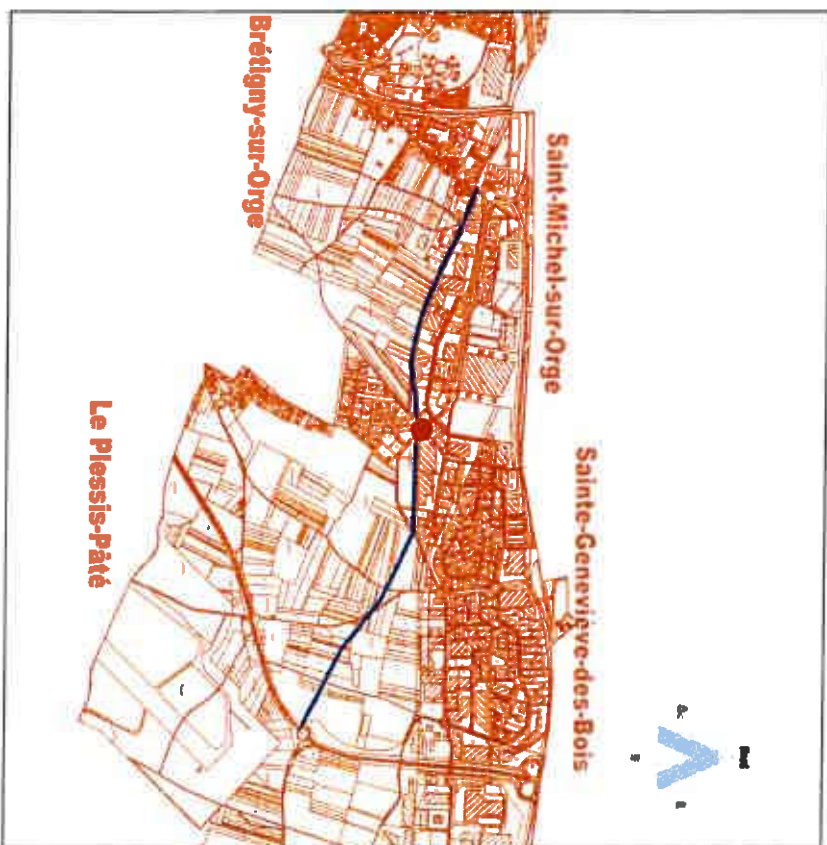 Brétigny-sur-Orge
Saint-Michel-sur-Orge
Sainte-Geneviève-des-Bois
Le Plessis-Pâté